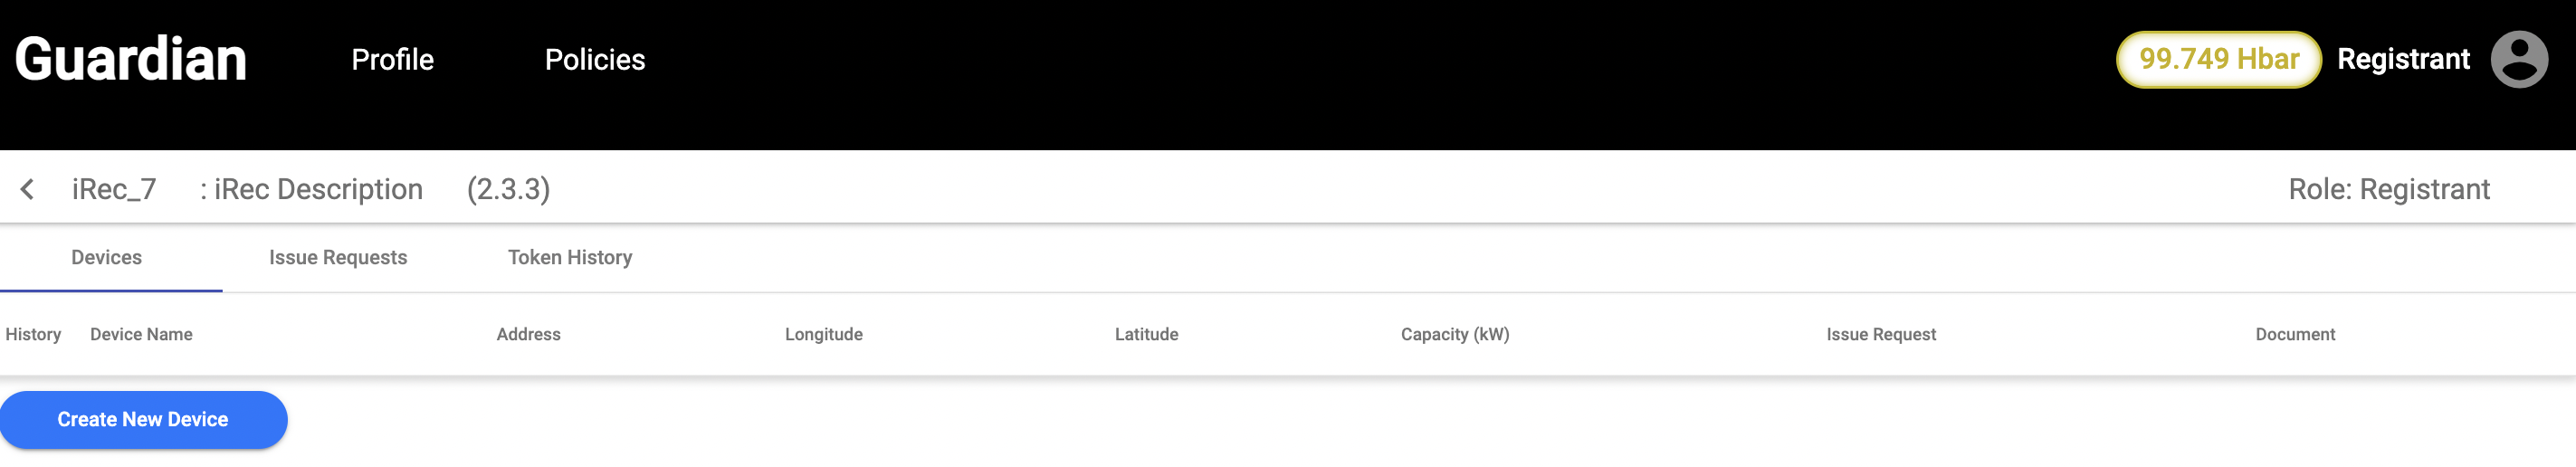 Guardian Profile Policies 99.749 Hbar Registrant
iRec_7 : iRec Description (2.3.3) Role: Registrant
Devices Issue Requests Token History
History Device Name Address Longitude Latitude Capacity (kW) Issue Request Document
Create New Device